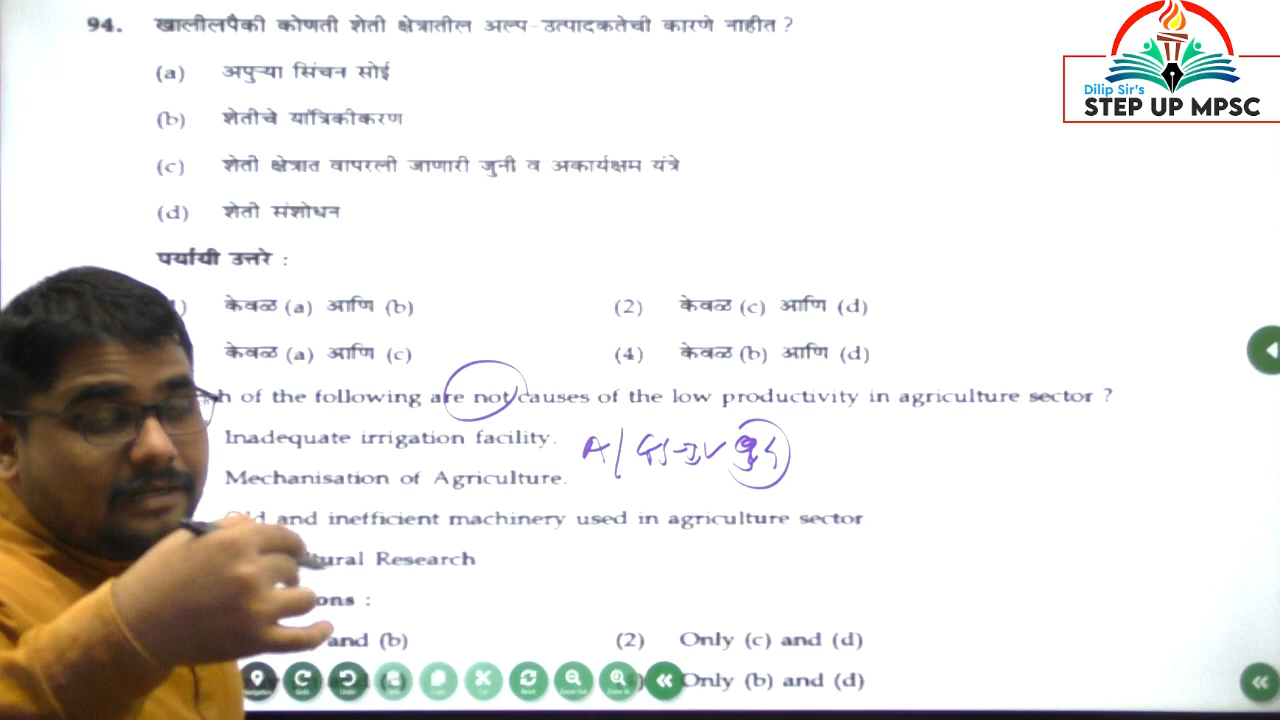 94. खालीलपैकी कोणती शेती क्षेत्रातील अल्प-उत्पादकतेची कारणे नाहीत ?
(a) अपुऱ्या सिंचन सोई
(b) शेतीचे यांत्रिकीकरण
(c) शेती क्षेत्रात वापरली जाणारी जुनी व अकार्यक्षम यंत्रे
(d) शेती संशोधन
पर्यायी उत्तरे :
केवळ (a) आणि (b) (2) केवळ (c) आणि (d)
केवळ (a) आणि (c) (4) केवळ (b) आणि (d)
of the following are not causes of the low productivity in agriculture sector ?
Inadequate irrigation facility.
Mechanisation of Agriculture.
and inefficient machinery used in agriculture sector
Research
and (b) (2) Only (c) and (d)
Only (b) and (d)
Dilip Sir's
STEP UP MPSC